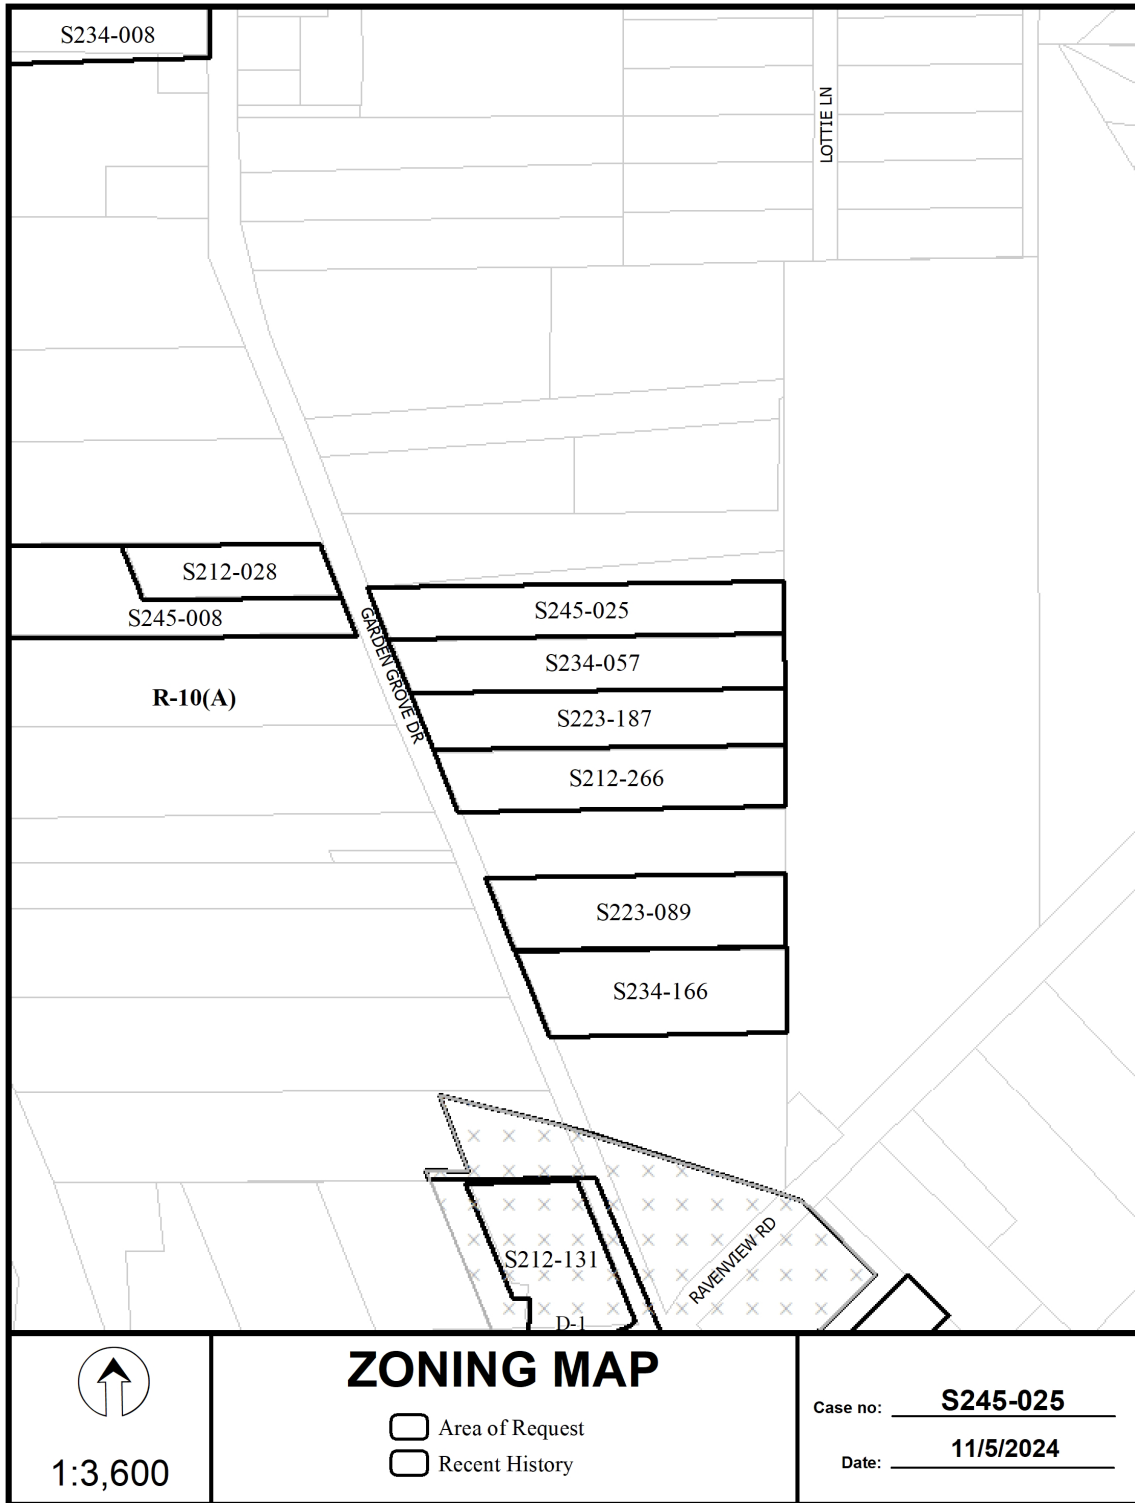 S234-008
LOTTIE LN
S212-028
S245-008
S245-025
GARDEN GROVE DR
S234-057
R-10(A)
S223-187
S212-266
S223-089
S234-166
RAVENVIEW RD
S212-131
D-1
1:3,600
ZONING MAP
Area of Request
Recent History
Case no: S245-025
Date: 11/5/2024